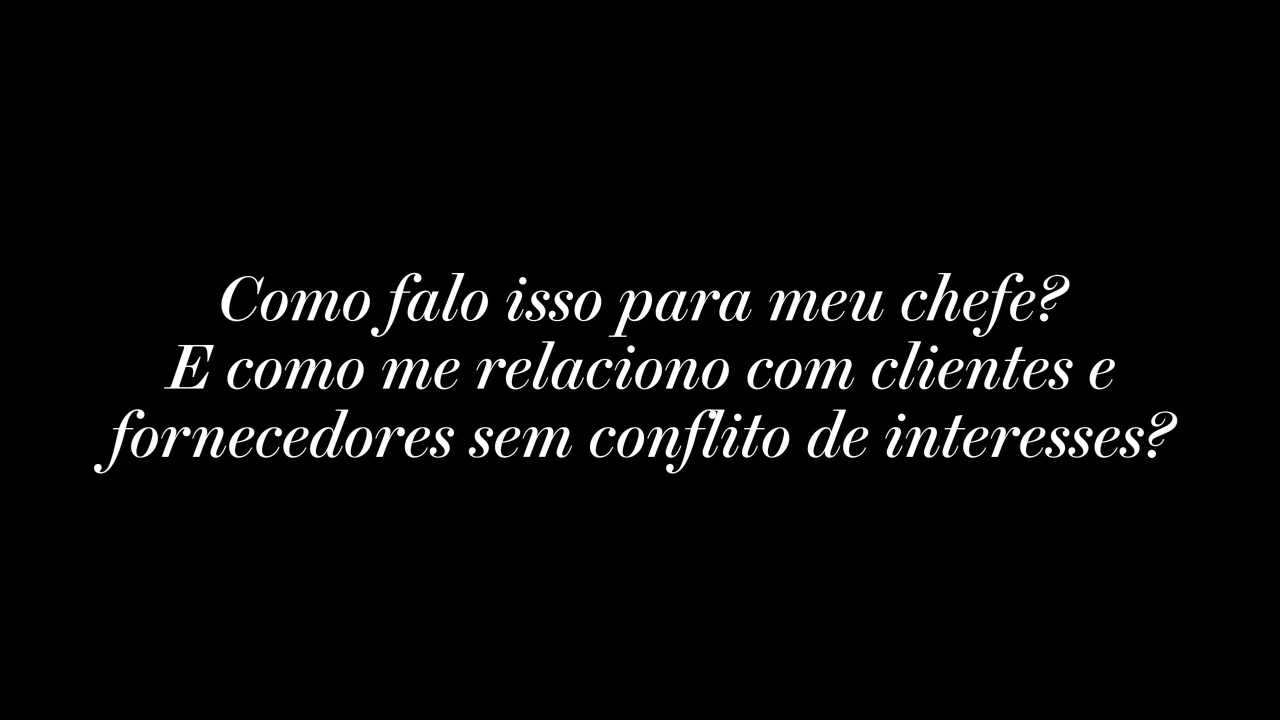 Como falo isso para meu chefe?
E como me relaciono com clientes e
fornecedores sem conflito de interesses?